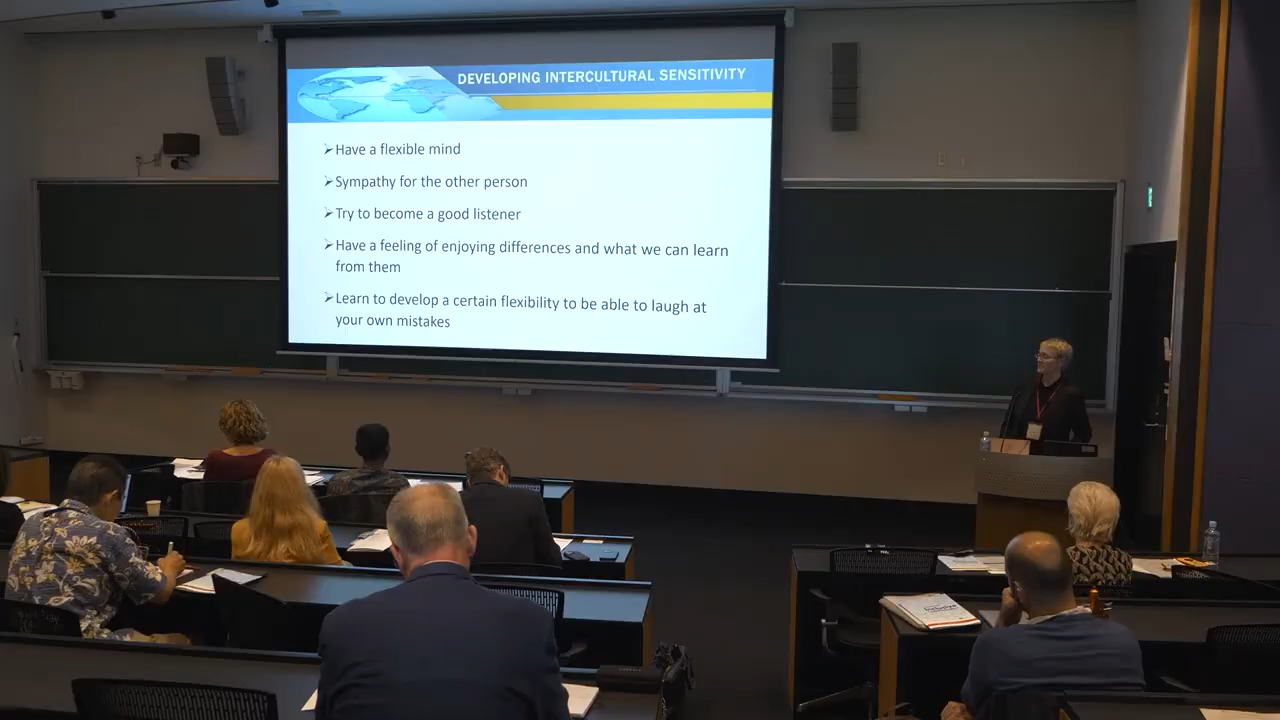 DEVELOPING INTERCULTURAL SENSITIVITY
➢Have a flexible mind
➢Sympathy for the other person
➢Try to become a good listener
➢Have a feeling of enjoying differences and what we can learn
from them
➢Learn to develop a certain flexibility to be able to laugh at
your own mistakes